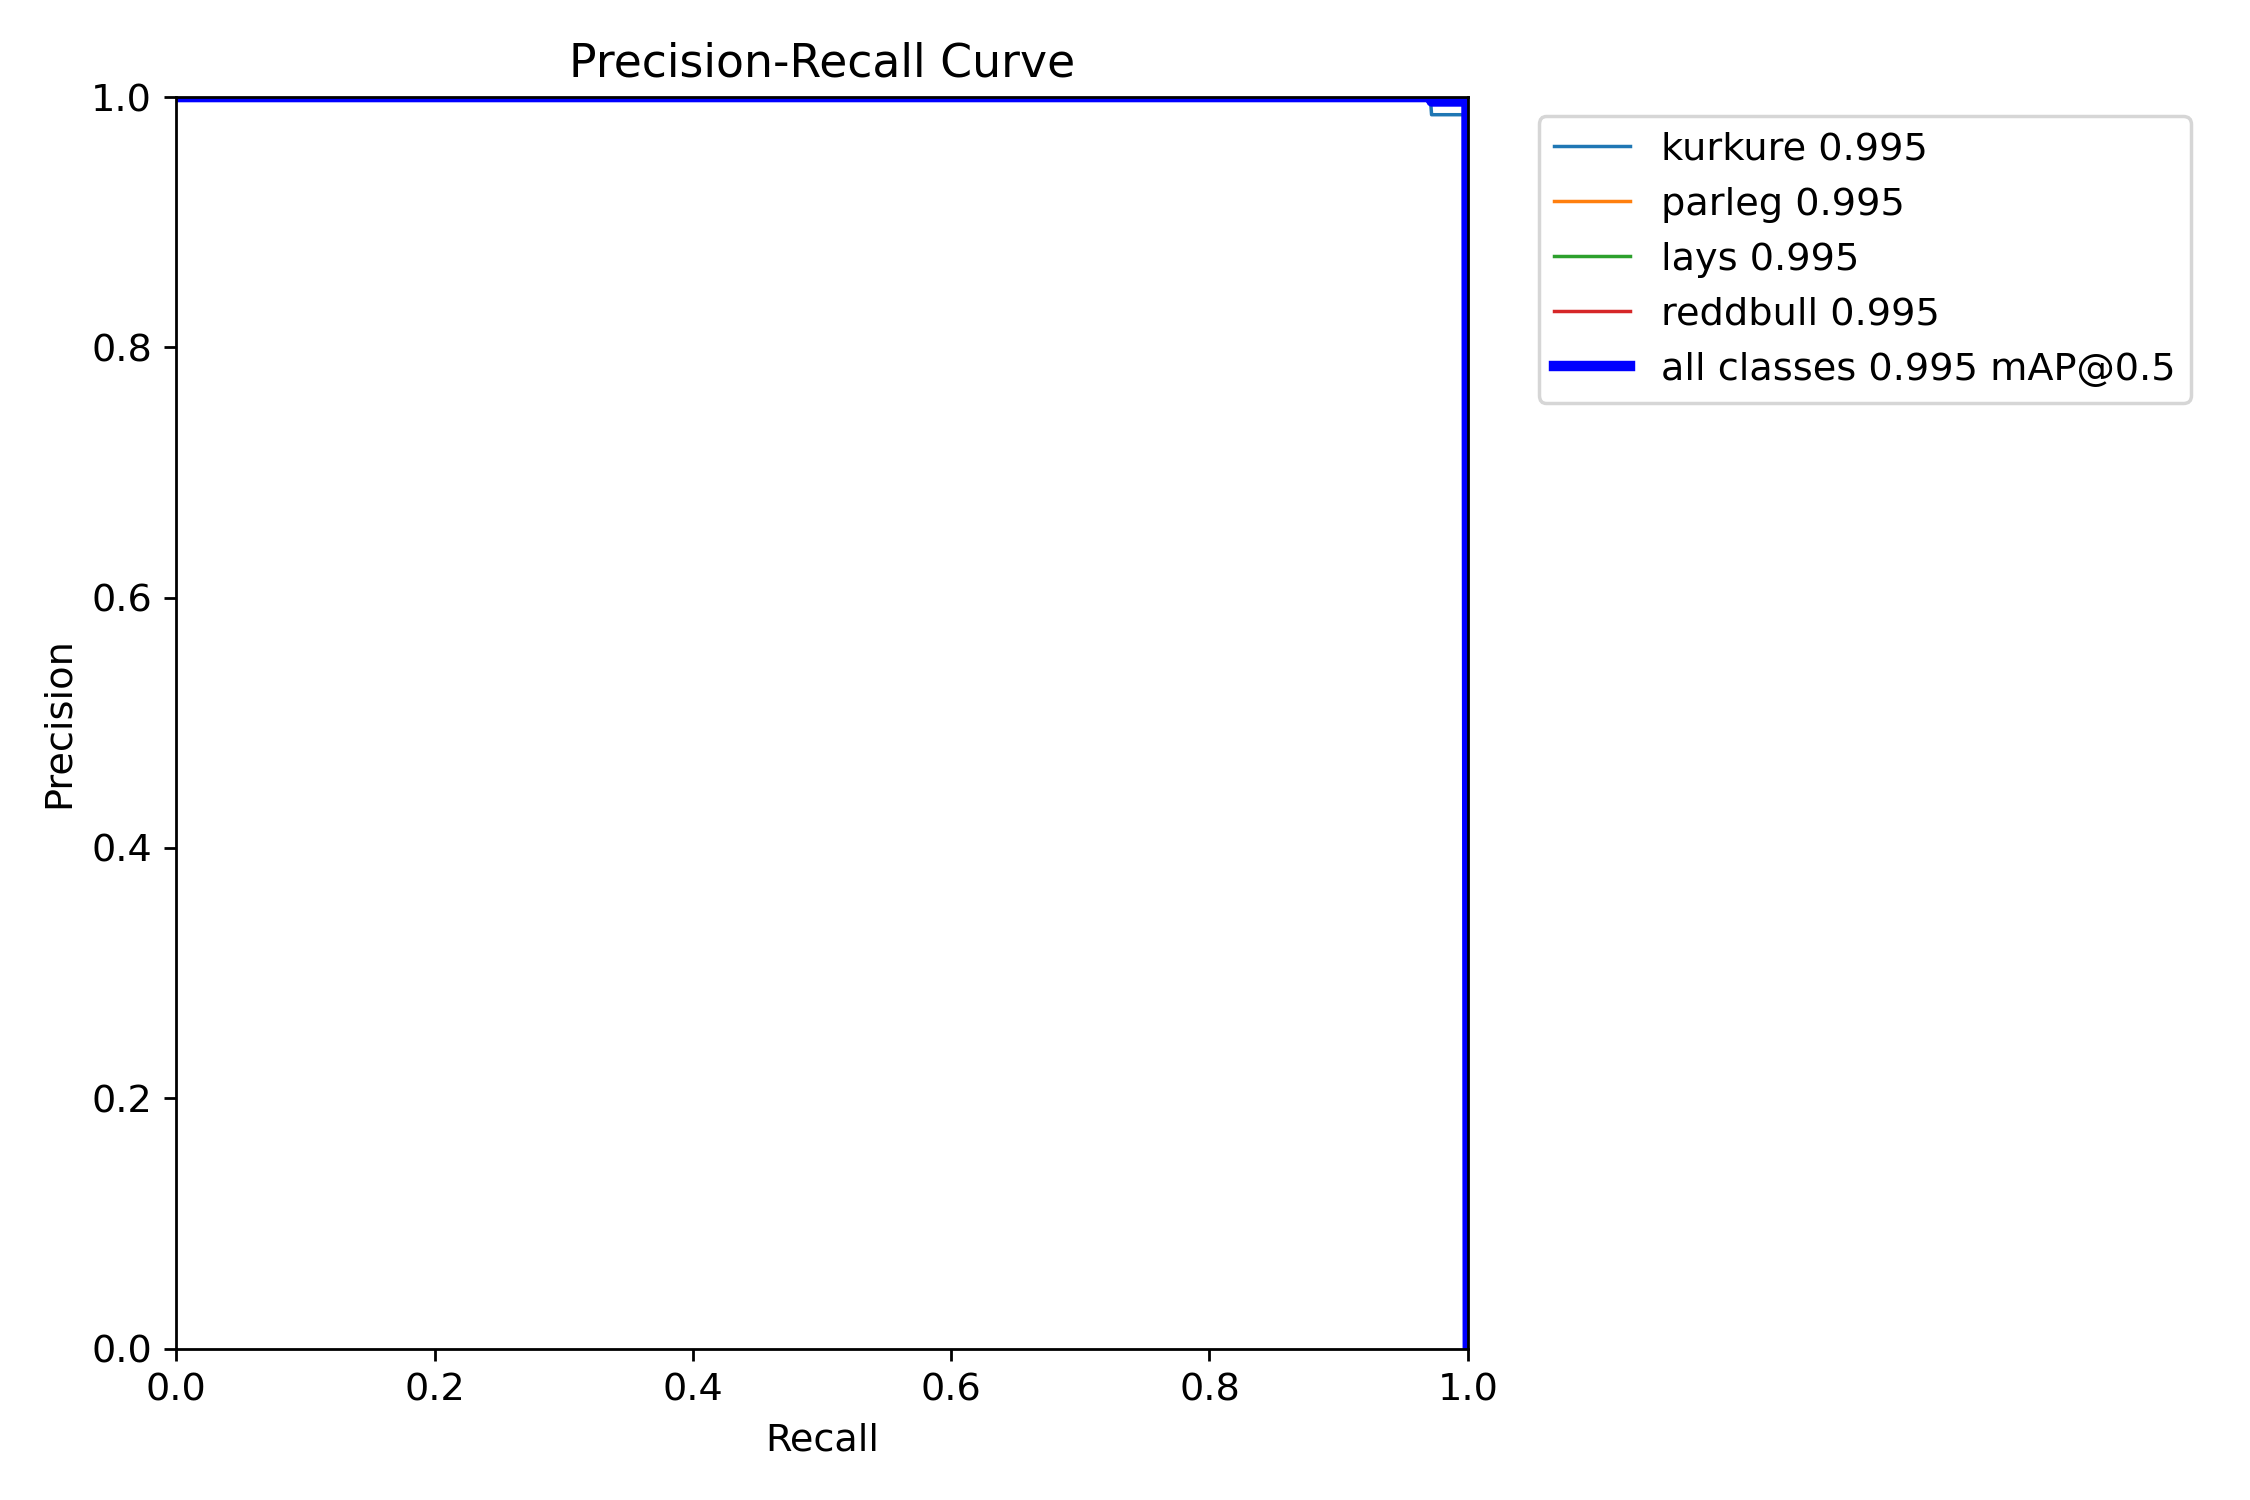 Precision-Recall Curve
1.0
0.8
0.6
0.4
0.2
0.0
Precision
0.0 0.2 0.4 0.6 0.8 1.0
Recall
kurkure 0.995
parleg 0.995
lays 0.995
reddbull 0.995
all classes 0.995 mAP@0.5